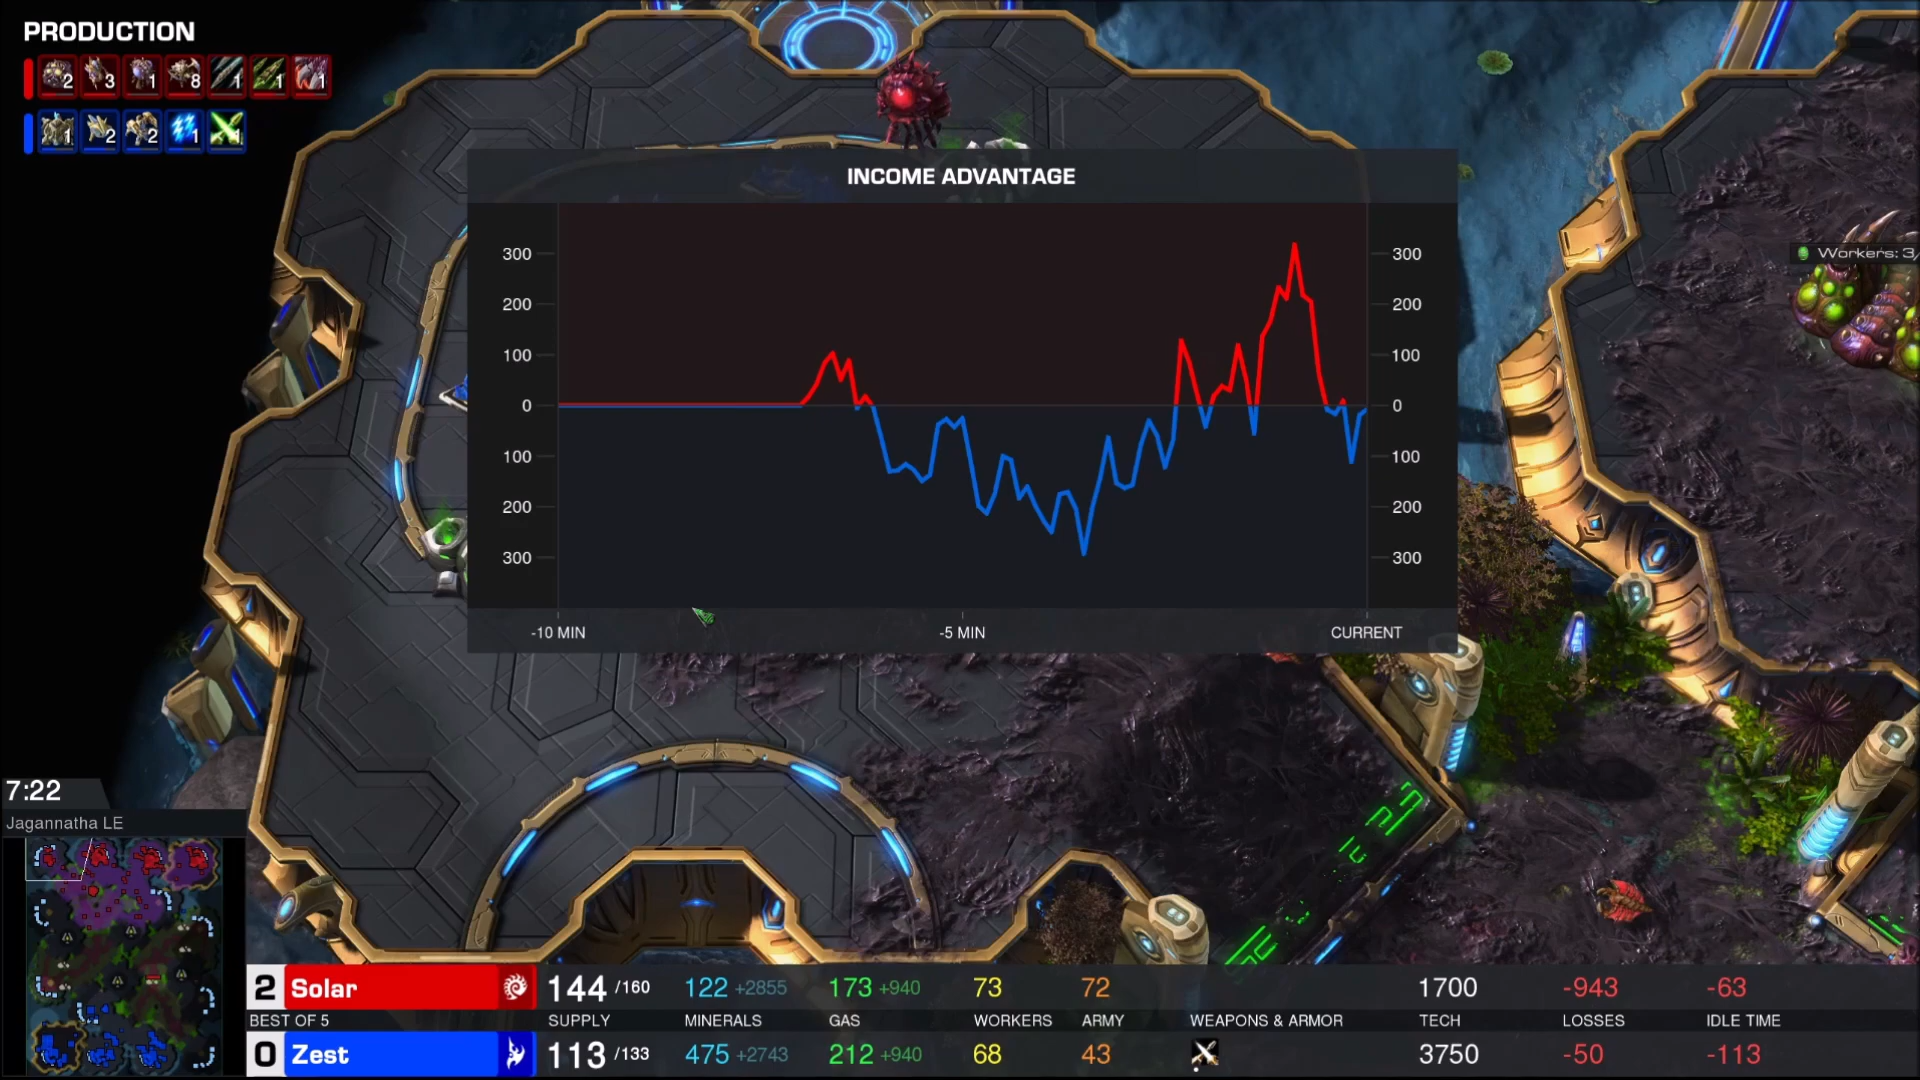 PRODUCTION
2 3 1 8 1 1 1
1 2 2 1 1
INCOME ADVANTAGE
300 300
200 200
100 100
0 0
100 100
200 200
300 300
-10 MIN -5 MIN CURRENT
Workers: 3/
7:22
Jagannatha LE
2 Solar 144 /160 122 +2855 173 +940 73 72 1700 -943 -63
BEST OF 5 SUPPLY MINERALS GAS WORKERS ARMY WEAPONS & ARMOR TECH LOSSES IDLE TIME
0 Zest 113 /133 475 +2743 212 +940 68 43 3750 -50 -113